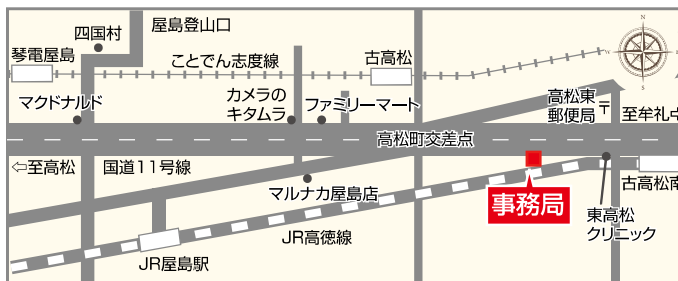 屋島登山口
四国村
N
琴電屋島
ことでん志度線
古高松
W
E
S
マクドナルド
カメラの
キタムラ
ファミリーマート
高松東
郵便局〒
至牟礼
高松町交差点
⇦至高松
国道11号線
マルナカ屋島店
事務局
古高松南
東高松
クリニック
JR高徳線
JR屋島駅